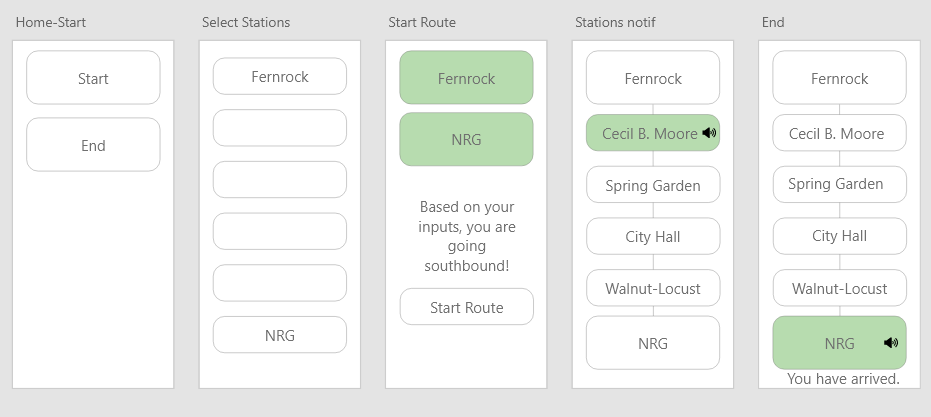 Home-Start
Start
End
Select Stations
Fernrock
NRG
Start Route
Fernrock
NRG
Based on your
inputs, you are
going
southbound!
Start Route
Stations notif
Fernrock
Cecil B. Moore
Spring Garden
City Hall
Walnut-Locust
NRG
End
Fernrock
Cecil B. Moore
Spring Garden
City Hall
Walnut-Locust
NRG
You have arrived.